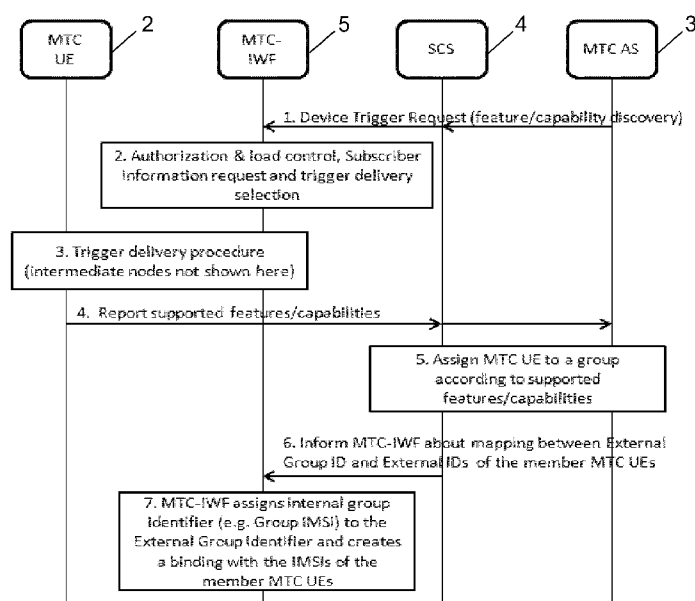 MTC
UE
2
MTC-
IWF
5
SCS
4
MTC AS
3
1. Device Trigger Request (feature/capability discovery)
2. Authorization & load control, Subscriber
information request and trigger delivery
selection
3. Trigger delivery procedure
(intermediate nodes not shown here)
4. Report supported features/capabilities
5. Assign MTC UE to a group
according to supported
features/capabilities
6. Inform MTC-IWF about mapping between External
Group ID and External IDs of the member MTC UEs
7. MTC-IWF assigns internal group
identifier (e.g. Group IMSI) to the
External Group Identifier and creates
a binding with the IMSIs of the
member MTC UEs